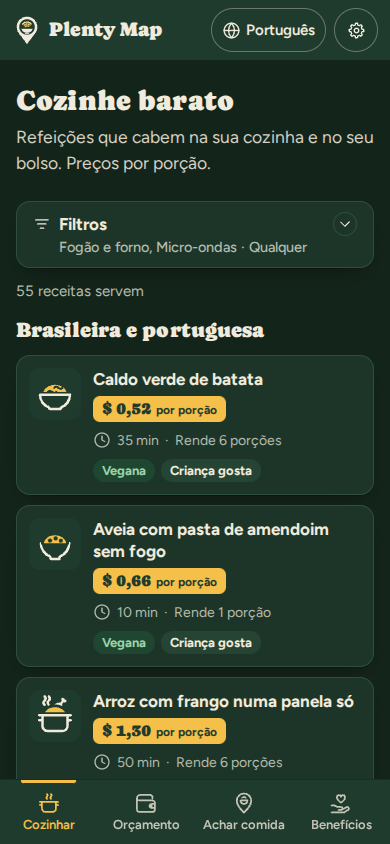 Plenty Map
Português
Cozinhe barato
Refeições que cabem na sua cozinha e no seu
bolso. Preços por porção.
Filtros
Fogão e forno, Micro-ondas · Qualquer
55 receitas servem
Brasileira e portuguesa
Caldo verde de batata
$ 0,52 por porção
35 min · Rende 6 porções
Vegana Criança gosta
Aveia com pasta de amendoim
sem fogo
$ 0,66 por porção
10 min · Rende 1 porção
Vegana Criança gosta
Arroz com frango numa panela só
$ 1,30 por porção
50 min · Rende 6 porções
Cozinhar Orçamento Achar comida Benefícios